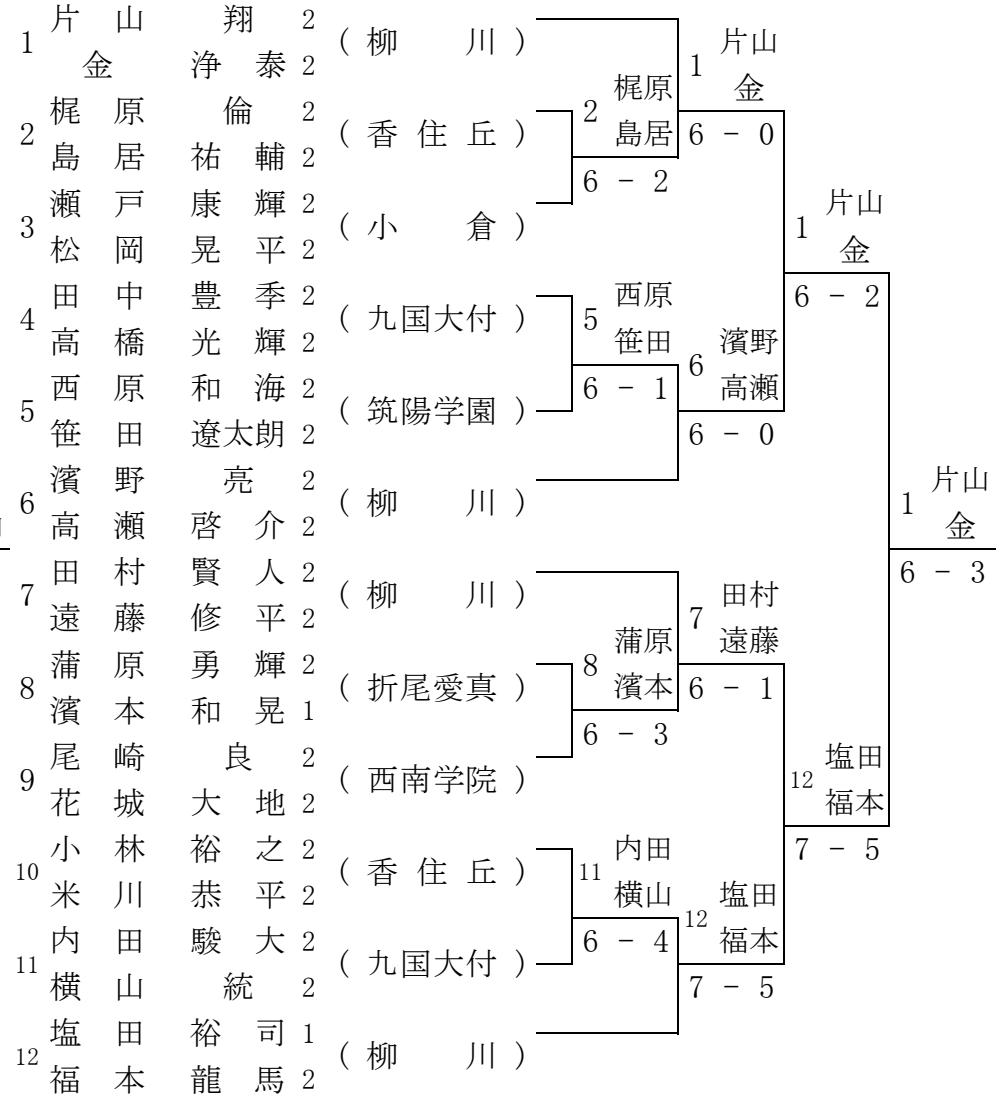 1 片山 翔 2 (柳川)
金 浄泰 2
2 梶原 倫 2 (香住丘)
島居 祐輔 2
3 瀬戸 康輝 2 (小倉)
松岡 晃平 2
4 田中 豊季 2 (九国大付)
高橋 光輝 2
5 西原 和海 2 (筑陽学園)
笹田 遼太朗 2
6 濱野 亮 2 (柳川)
高瀬 啓介 2
7 田村 賢人 2 (柳川)
遠藤 修平 2
8 蒲原 勇輝 2 (折尾愛真)
濱本 和晃 1
9 尾崎 良 2 (西南学院)
花城 大地 2
10 小林 裕之 2 (香住丘)
米川 恭平 2
11 内田 駿大 2 (九国大付)
横山 統 2
12 塩田 裕司 1 (柳川)
福本 龍馬 2
2 梶原
島居
6 - 2
5 西原
笹田
6 - 1
8 蒲原
濱本
6 - 3
11 内田
横山
6 - 4
1 片山
金
6 - 0
6 濱野
高瀬
6 - 0
7 田村
遠藤
6 - 1
12 塩田
福本
7 - 5
1 片山
金
6 - 2
12 塩田
福本
7 - 5
1 片山
金
6 - 3